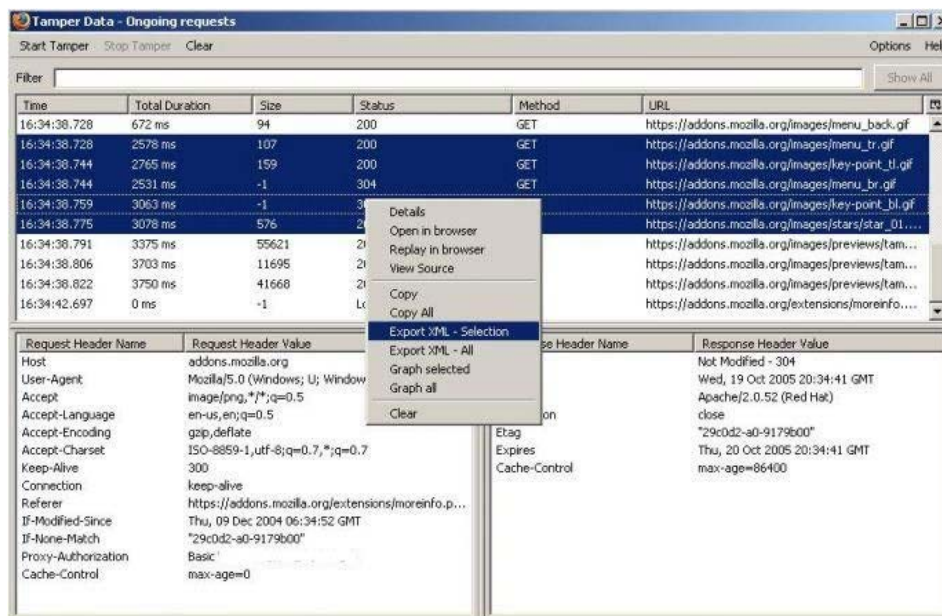 Tamper Data - Ongoing requests
Start Tamper Stop Tamper Clear Options Hel
Filter Show All
Time Total Duration Size Status Method URL
16:34:38.728 672 ms 94 200 GET https://addons.mozilla.org/images/menu_back.gif
16:34:38.728 2578 ms 107 200 GET https://addons.mozilla.org/images/menu_tr.gif
16:34:38.744 2765 ms 159 200 GET https://addons.mozilla.org/images/key-point_tl.gif
16:34:38.744 2531 ms -1 304 GET https://addons.mozilla.org/images/menu_br.gif
16:34:38.759 3063 ms -1 https://addons.mozilla.org/images/key-point_bl.gif
16:34:38.775 3078 ms 576 https://addons.mozilla.org/images/stars/star_01....
16:34:38.791 3375 ms 55621 https://addons.mozilla.org/images/previews/tam...
16:34:38.806 3703 ms 11695 https://addons.mozilla.org/images/previews/tam...
16:34:38.822 3750 ms 41668 https://addons.mozilla.org/images/previews/tam...
16:34:42.697 0 ms -1 https://addons.mozilla.org/extensions/moreinfo....
Details
Open in browser
Replay in browser
View Source
Copy
Copy All
Export XML - Selection
Export XML - All
Graph selected
Graph all
Clear
Request Header Name Request Header Value
Host addons.mozilla.org
User-Agent Mozilla/5.0 (Windows; U; Window
Accept image/png,*/*;q=0.5
Accept-Language en-us,en;q=0.5
Accept-Encoding gzip,deflate
Accept-Charset ISO-8859-1,utf-8;q=0.7,*;q=0.7
Keep-Alive 300
Connection keep-alive
Referer https://addons.mozilla.org/extensions/moreinfo.p...
If-Modified-Since Thu, 09 Dec 2004 06:34:52 GMT
If-None-Match "29c0d2-a0-9179b00"
Proxy-Authorization Basic
Cache-Control max-age=0
se Header Name Response Header Value
Not Modified - 304
Wed, 19 Oct 2005 20:34:41 GMT
Apache/2.0.52 (Red Hat)
on close
Etag "29c0d2-a0-9179b00"
Expires Thu, 20 Oct 2005 20:34:41 GMT
Cache-Control max-age=86400